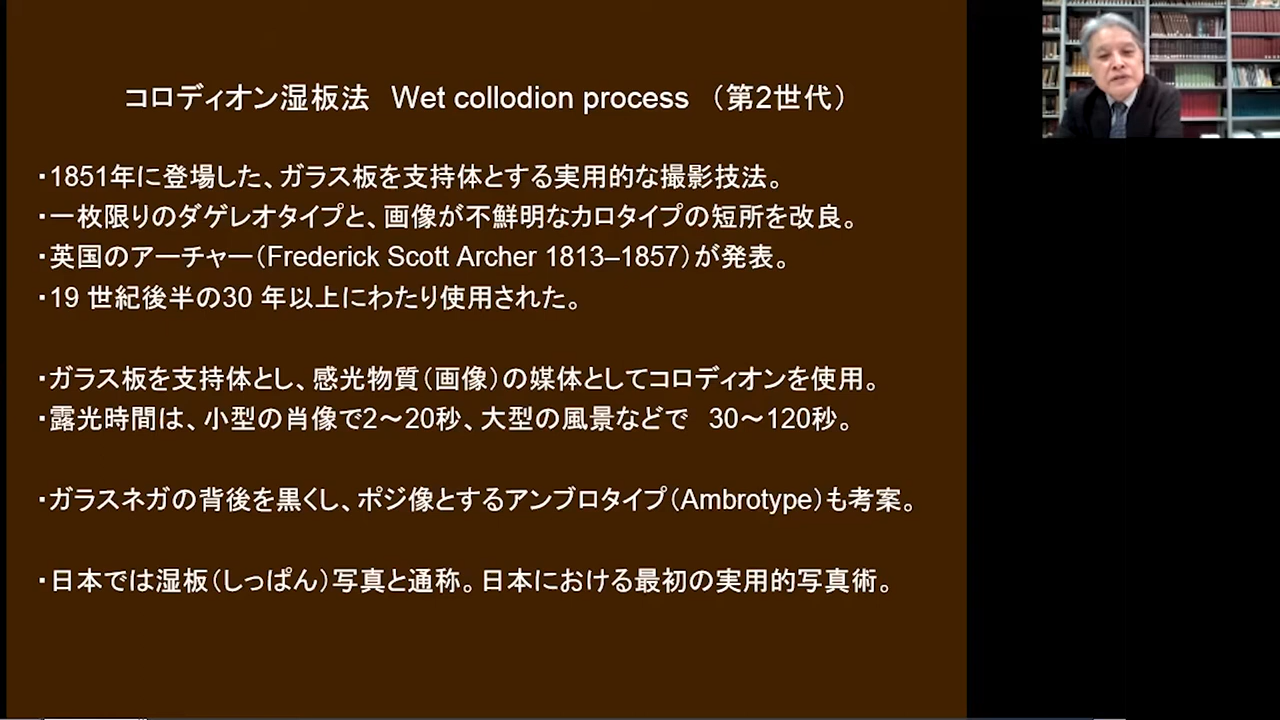 コロディオン湿板法 Wet collodion process （第2世代）
・1851年に登場した、ガラス板を支持体とする実用的な撮影技法。
・一枚限りのダゲレオタイプと、画像が不鮮明なカロタイプの短所を改良。
・英国のアーチャー（Frederick Scott Archer 1813–1857）が発表。
・19 世紀後半の30 年以上にわたり使用された。
・ガラス板を支持体とし、感光物質（画像）の媒体としてコロディオンを使用。
・露光時間は、小型の肖像で2～20秒、大型の風景などで 30～120秒。
・ガラスネガの背後を黒くし、ポジ像とするアンブロタイプ（Ambrotype）も考案。
・日本では湿板（しっぱん）写真と通称。日本における最初の実用的写真術。